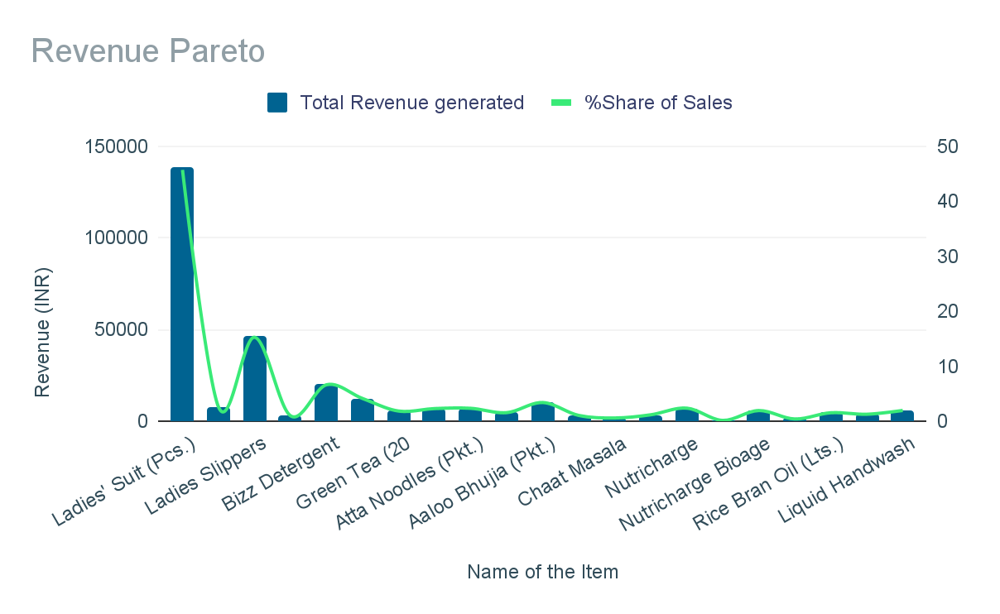 Revenue Pareto
Total Revenue generated
%Share of Sales
150000
100000
50000
0
50
40
30
20
10
0
Revenue (INR)
Ladies' Suit (Pcs.)
Ladies Slippers
Bizz Detergent
Green Tea (20
Atta Noodles (Pkt.)
Aaloo Bhujia (Pkt.)
Chaat Masala
Nutricharge
Nutricharge Bioage
Rice Bran Oil (Lts.)
Liquid Handwash
Name of the Item